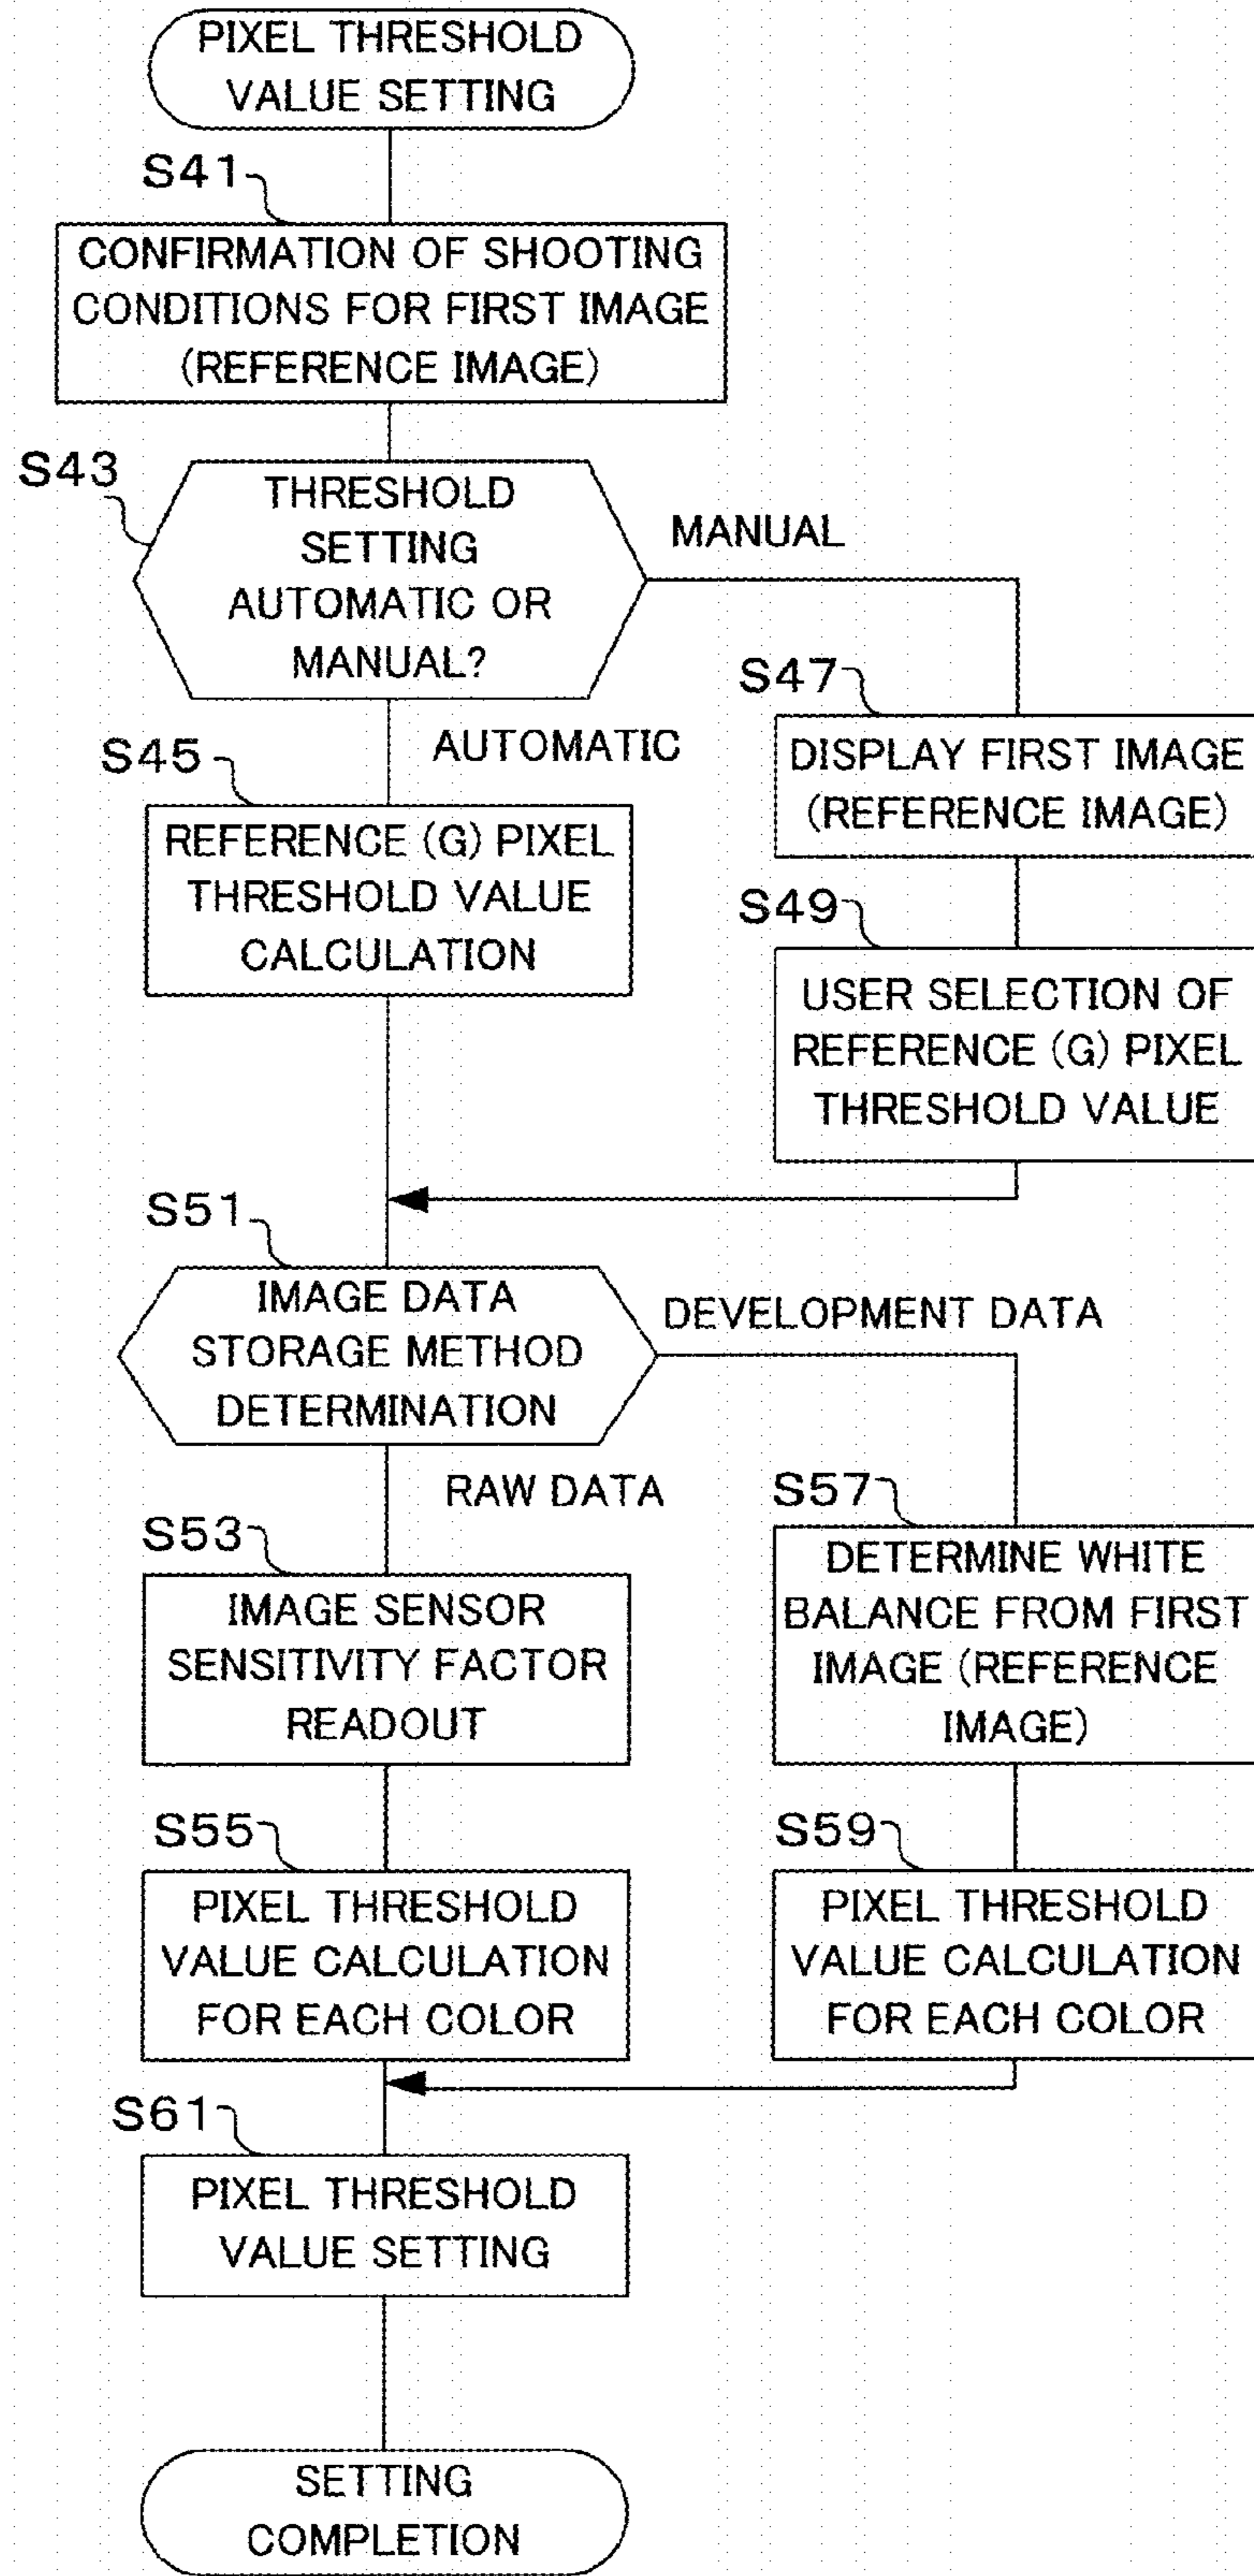 PIXEL THRESHOLD
VALUE SETTING
S41
CONFIRMATION OF SHOOTING
CONDITIONS FOR FIRST IMAGE
(REFERENCE IMAGE)
S43
THRESHOLD
SETTING
AUTOMATIC OR
MANUAL?
MANUAL
AUTOMATIC
S45
REFERENCE (G) PIXEL
THRESHOLD VALUE
CALCULATION
S47
DISPLAY FIRST IMAGE
(REFERENCE IMAGE)
S49
USER SELECTION OF
REFERENCE (G) PIXEL
THRESHOLD VALUE
S51
IMAGE DATA
STORAGE METHOD
DETERMINATION
DEVELOPMENT DATA
RAW DATA
S53
IMAGE SENSOR
SENSITIVITY FACTOR
READOUT
S55
PIXEL THRESHOLD
VALUE CALCULATION
FOR EACH COLOR
S57
DETERMINE WHITE
BALANCE FROM FIRST
IMAGE (REFERENCE
IMAGE)
S59
PIXEL THRESHOLD
VALUE CALCULATION
FOR EACH COLOR
S61
PIXEL THRESHOLD
VALUE SETTING
SETTING
COMPLETION